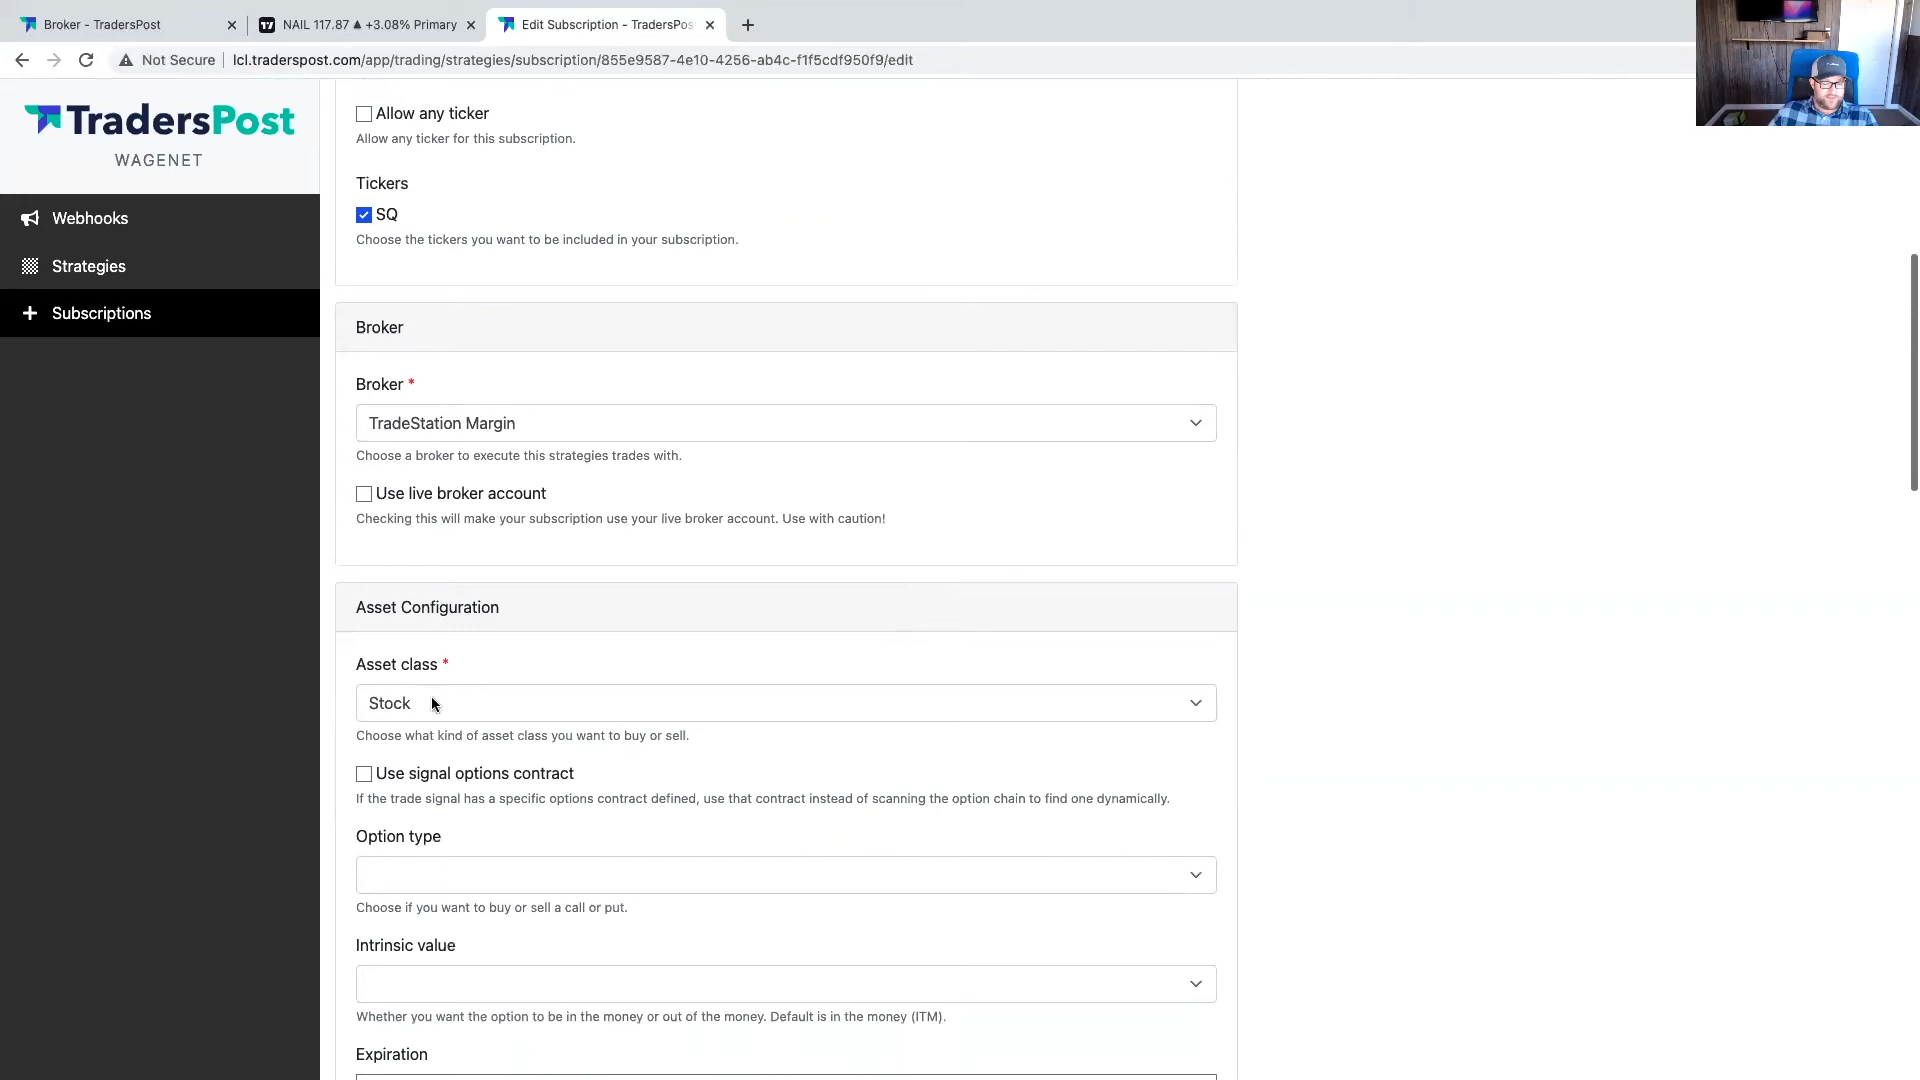 Broker - TradersPost
NAIL 117.87 ▲ +3.08% Primary
Edit Subscription - TradersPos
Not Secure
lcl.traderspost.com/app/trading/strategies/subscription/855e9587-4e10-4256-ab4c-f1f5cdf950f9/edit
TradersPost
WAGENET
Webhooks
Strategies
Subscriptions
Allow any ticker
Allow any ticker for this subscription.
Tickers
SQ
Choose the tickers you want to be included in your subscription.
Broker
Broker *
TradeStation Margin
Choose a broker to execute this strategies trades with.
Use live broker account
Checking this will make your subscription use your live broker account. Use with caution!
Asset Configuration
Asset class *
Stock
Choose what kind of asset class you want to buy or sell.
Use signal options contract
If the trade signal has a specific options contract defined, use that contract instead of scanning the option chain to find one dynamically.
Option type
Choose if you want to buy or sell a call or put.
Intrinsic value
Whether you want the option to be in the money or out of the money. Default is in the money (ITM).
Expiration